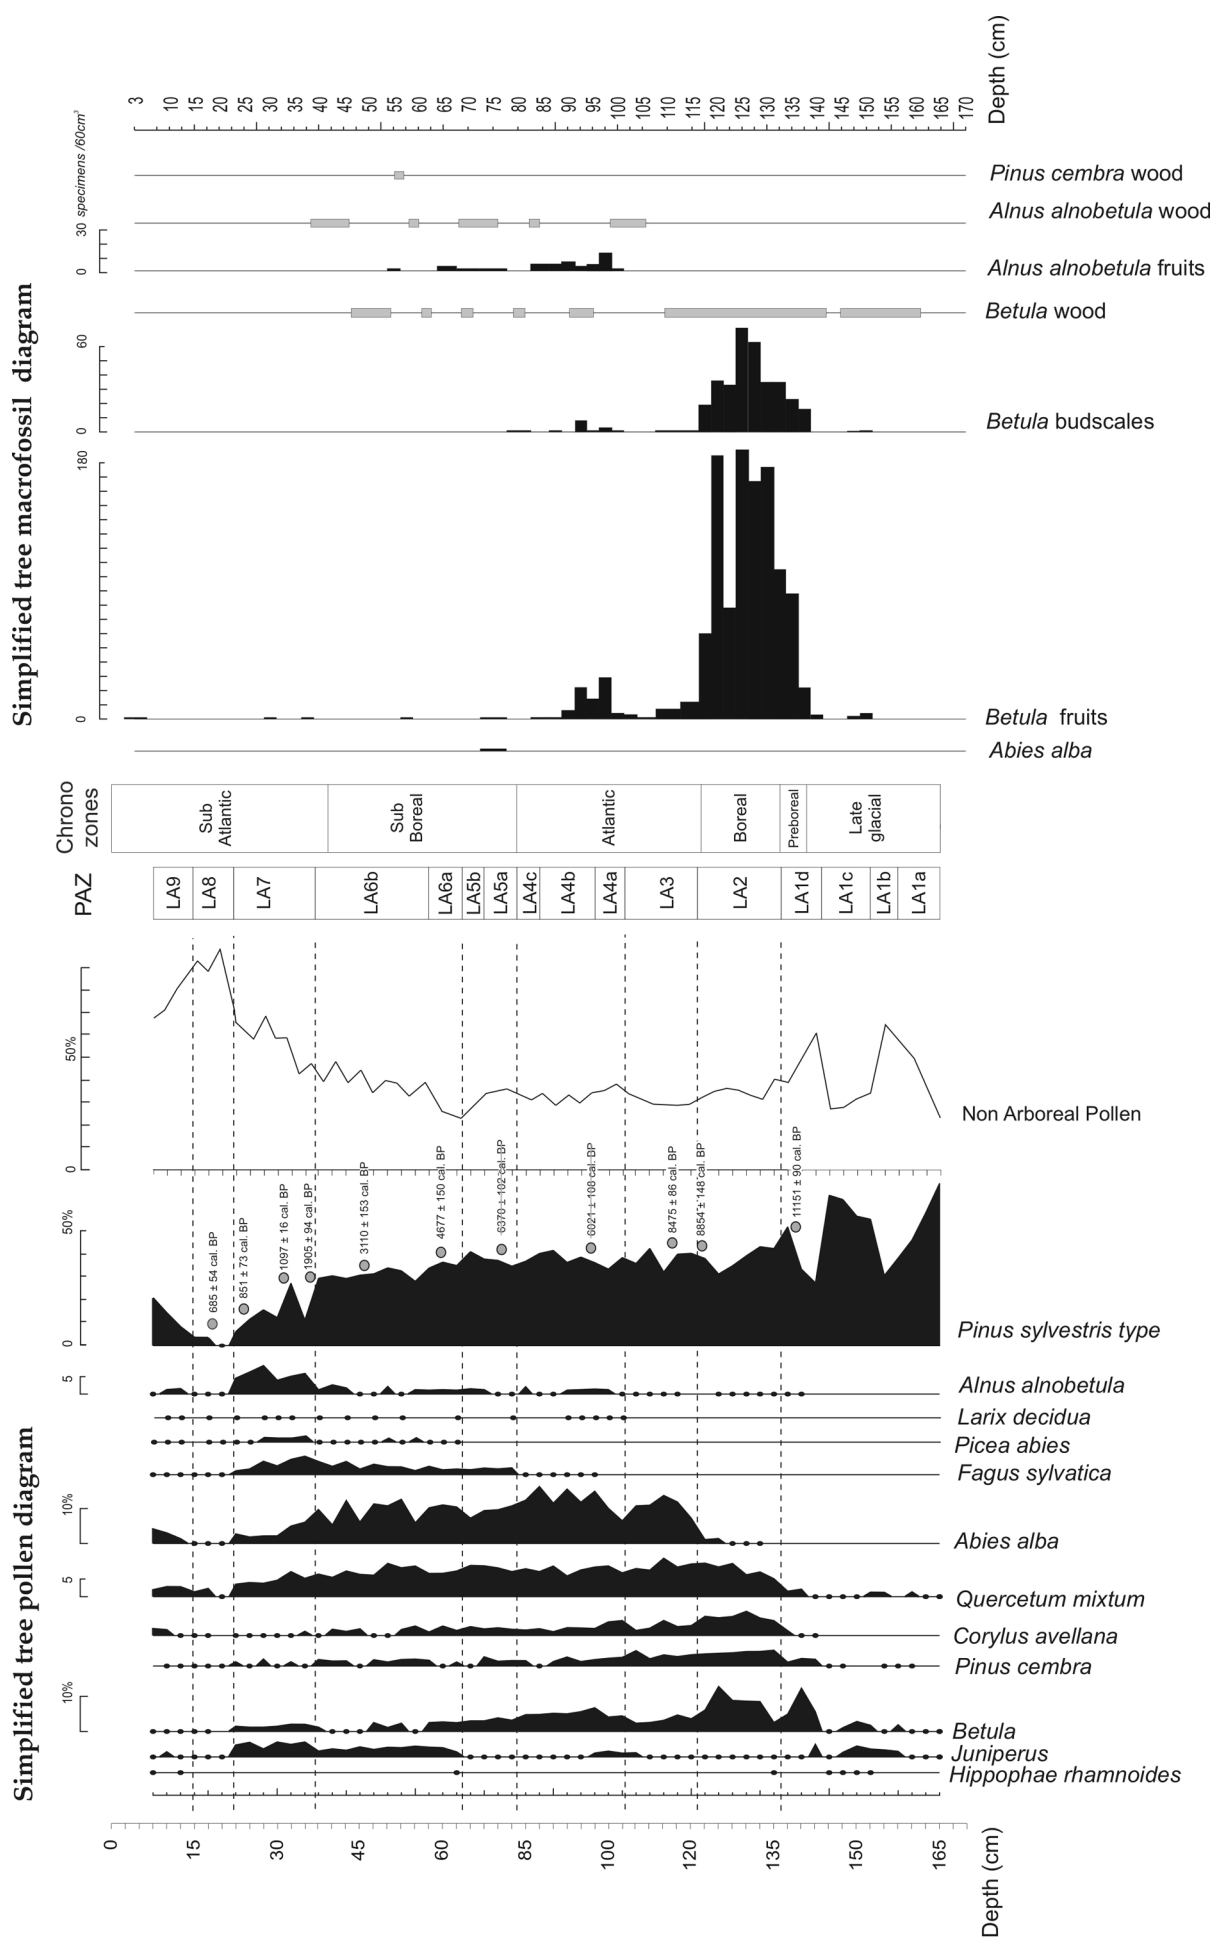 Simplified tree macrofossil diagram
Depth (cm)
3 10 15 20 25 30 35 40 45 50 55 60 65 70 75 80 85 90 95 100 105 110 115 120 125 130 135 140 145 150 155 160 165 170
specimens /60cm³
Pinus cembra wood
Alnus alnobetula wood
30
0
Alnus alnobetula fruits
Betula wood
60
0
Betula budscales
180
0
Betula fruits
Abies alba
Chrono
zones
Sub
Atlantic
Sub
Boreal
Atlantic
Boreal
Preboreal
Late
glacial
PAZ
LA9
LA8
LA7
LA6b
LA6a
LA5b
LA5a
LA4c
LA4b
LA4a
LA3
LA2
LA1d
LA1c
LA1b
LA1a
Simplified tree pollen diagram
50%
0
Non Arboreal Pollen
685 ± 54 cal. BP
851 ± 73 cal. BP
1097 ± 16 cal. BP
1905 ± 94 cal. BP
3110 ± 153 cal. BP
4677 ± 150 cal. BP
6370 ± 102 cal. BP
6021 ± 108 cal. BP
8475 ± 86 cal. BP
8854 ± 148 cal. BP
11151 ± 90 cal. BP
50%
0
Pinus sylvestris type
5
Alnus alnobetula
Larix decidua
Picea abies
Fagus sylvatica
10%
Abies alba
5
Quercetum mixtum
Corylus avellana
Pinus cembra
10%
Betula
Juniperus
Hippophae rhamnoides
0 15 30 45 60 85 100 120 135 150 165
Depth (cm)